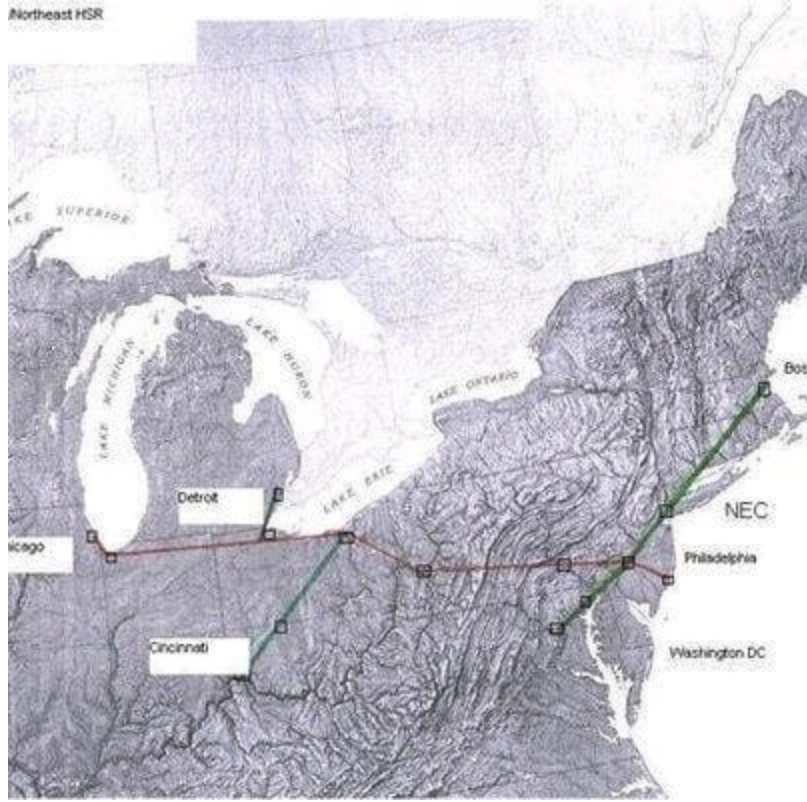 /Northeast HSR
KE SUPERIOR
LAKE MICHIGAN
LAKE HURON
LAKE ONTARIO
LAKE ERIE
Bos
Detroit
NEC
icago
Philadelphia
Cincinnati
Washington DC